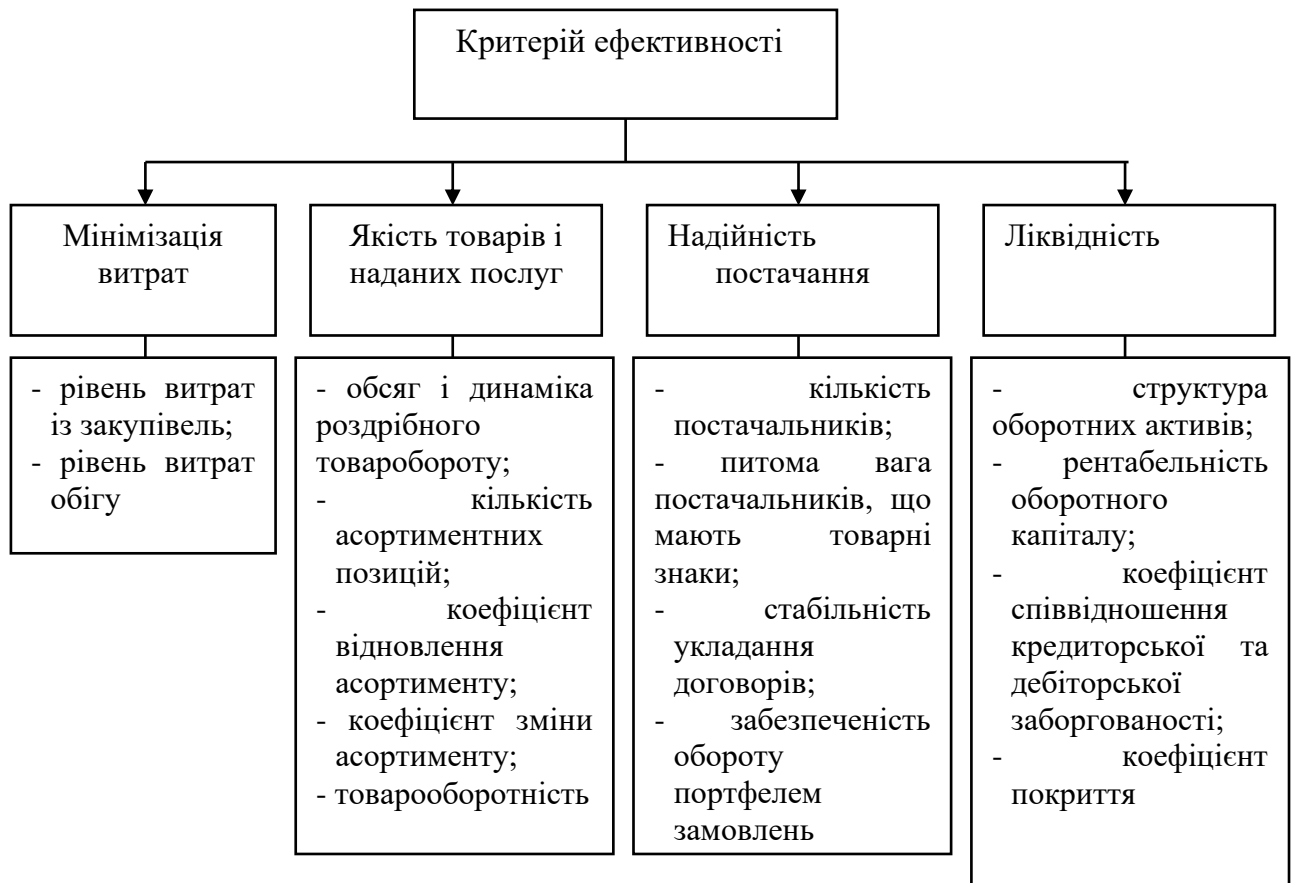 Критерій ефективності
Мінімізація
витрат
Якість товарів і
наданих послуг
Надійність
постачання
Ліквідність
- рівень витрат
із закупівель;
- рівень витрат
обігу
- обсяг і динаміка
роздрібного
товаробороту;
- кількість
асортиментних
позицій;
- коефіцієнт
відновлення
асортименту;
- коефіцієнт зміни
асортименту;
- товарооборотність
- кількість
постачальників;
- питома вага
постачальників, що
мають товарні
знаки;
- стабільність
укладання
договорів;
- забезпеченість
обороту
портфелем
замовлень
- структура
оборотних активів;
- рентабельність
оборотного
капіталу;
- коефіцієнт
співвідношення
кредиторської та
дебіторської
заборгованості;
- коефіцієнт
покриття